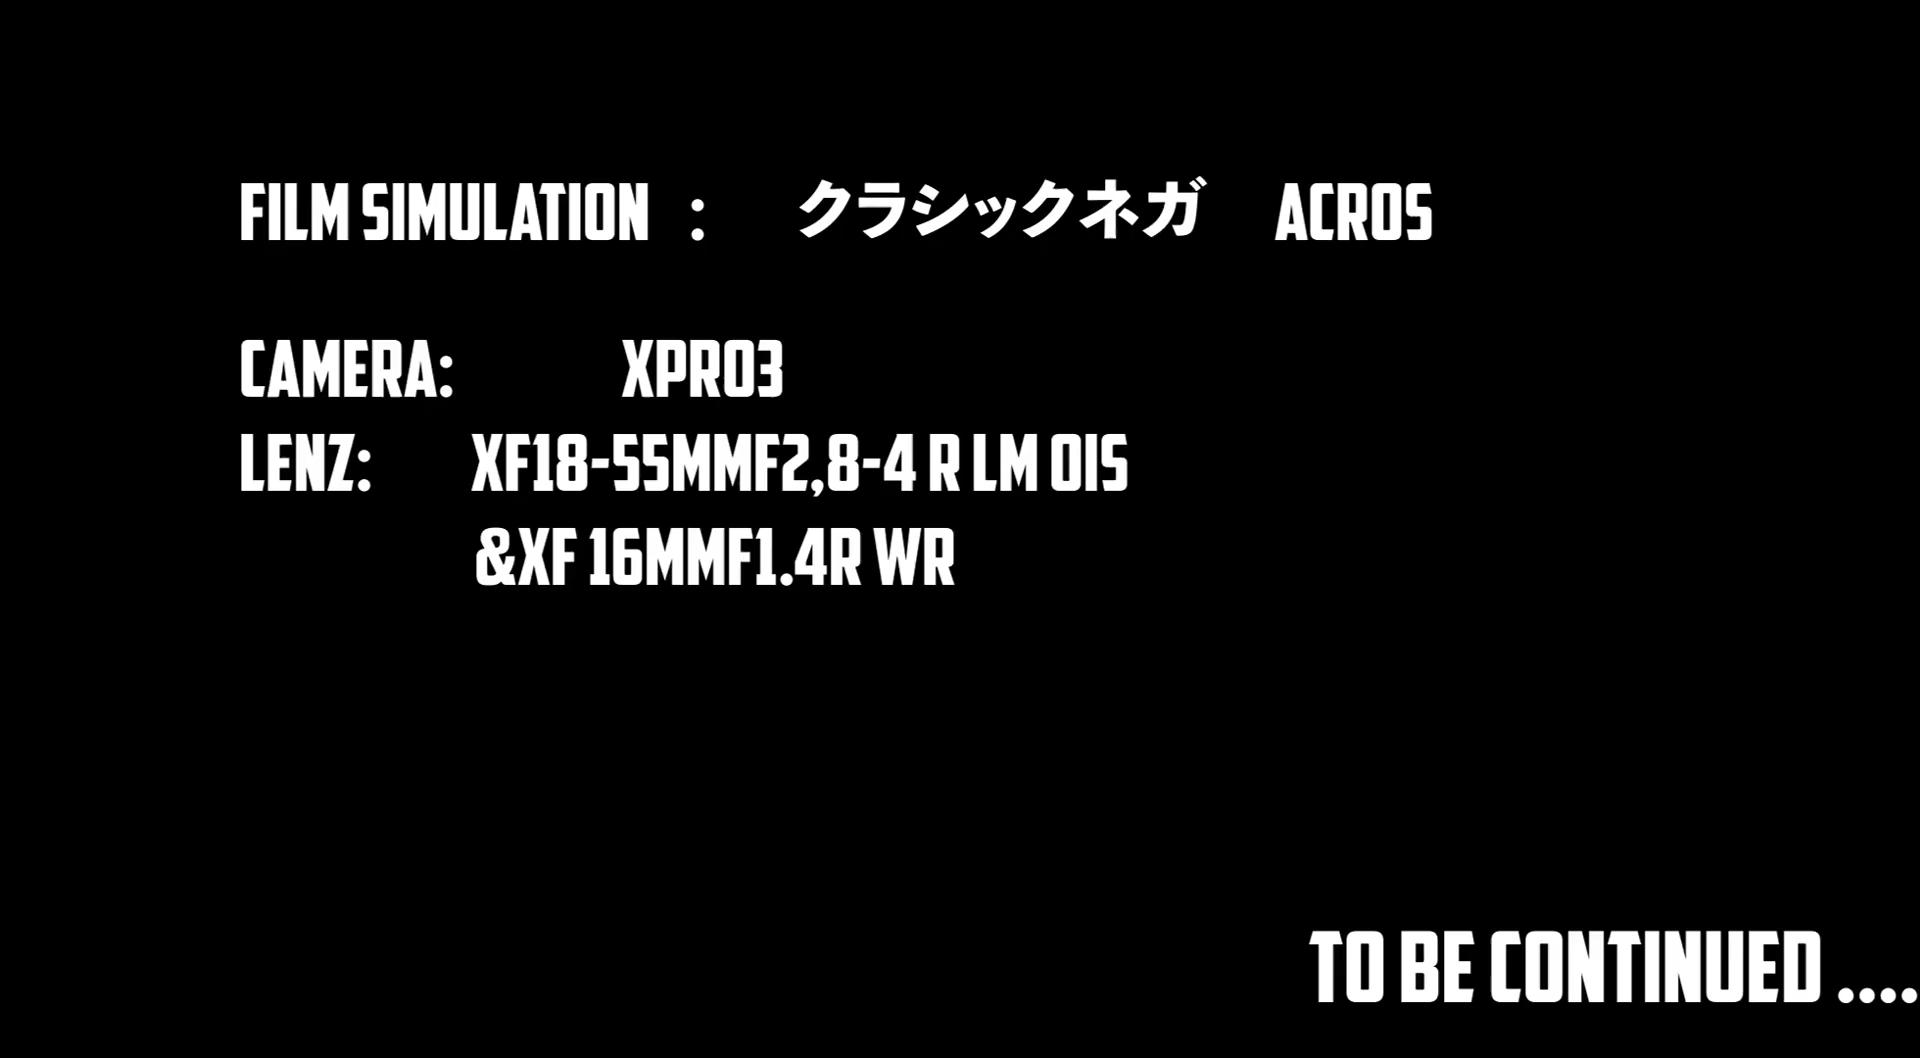 FILM SIMULATION : クラシックネガ ACROS
CAMERA: XPRO3
LENZ: XF18-55MMF2,8-4 R LM OIS
&XF 16MMF1.4R WR
TO BE CONTINUED ....